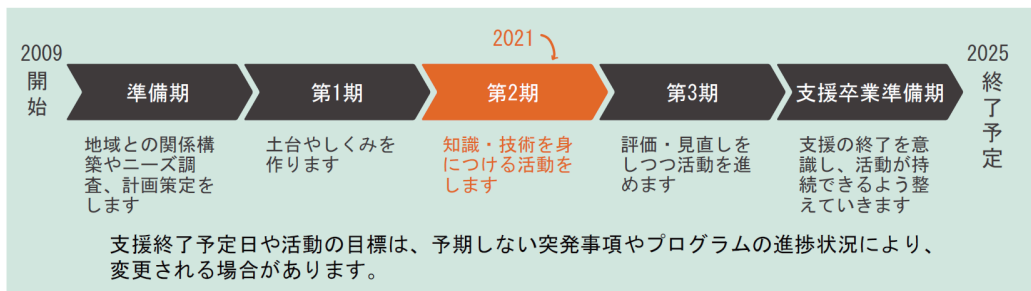 2021
2009
開始
2025
終了予定
準備期
第1期
第2期
第3期
支援卒業準備期
地域との関係構
築やニーズ調
査、計画策定を
します
土台やしくみを
作ります
知識・技術を身
につける活動を
します
評価・見直しを
しつつ活動を進
めます
支援の終了を意
識し、活動が持
続できるよう整
えていきます
支援終了予定日や活動の目標は、予期しない突発事項やプログラムの進捗状況により、
変更される場合があります。